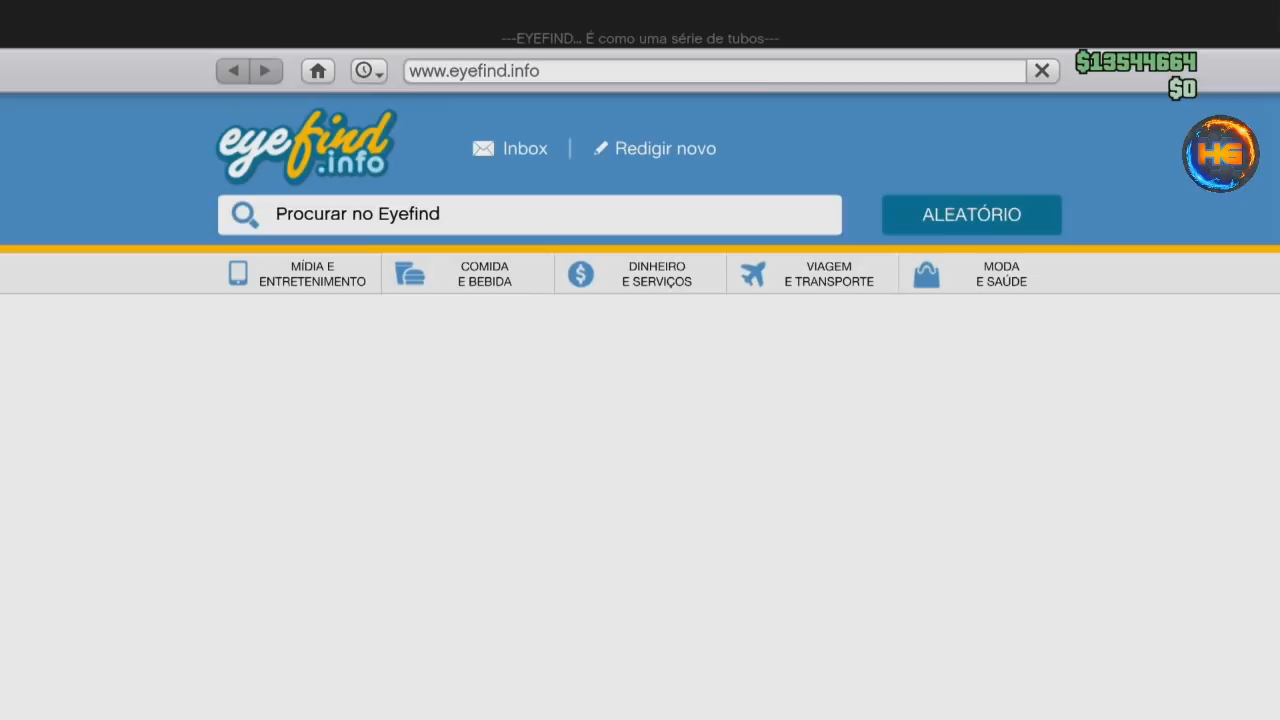 ---EYEFIND... É como uma série de tubos---
www.eyefind.info
$13544664
$0
eyefind
.info
Inbox
Redigir novo
HG
Procurar no Eyefind
ALEATÓRIO
MÍDIA E
ENTRETENIMENTO
COMIDA
E BEBIDA
DINHEIRO
E SERVIÇOS
VIAGEM
E TRANSPORTE
MODA
E SAÚDE